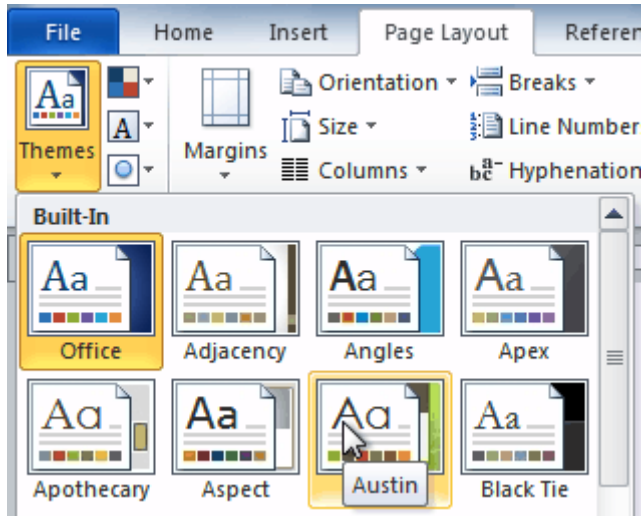 File Home Insert Page Layout Referen
Aa Orientation Breaks
A Size Line Number
Themes Margins Columns Hyphenation
Built-In
Aa Aa Aa Aa
Office Adjacency Angles Apex
Aa Aa Aa Aa
Apothecary Aspect Austin Black Tie